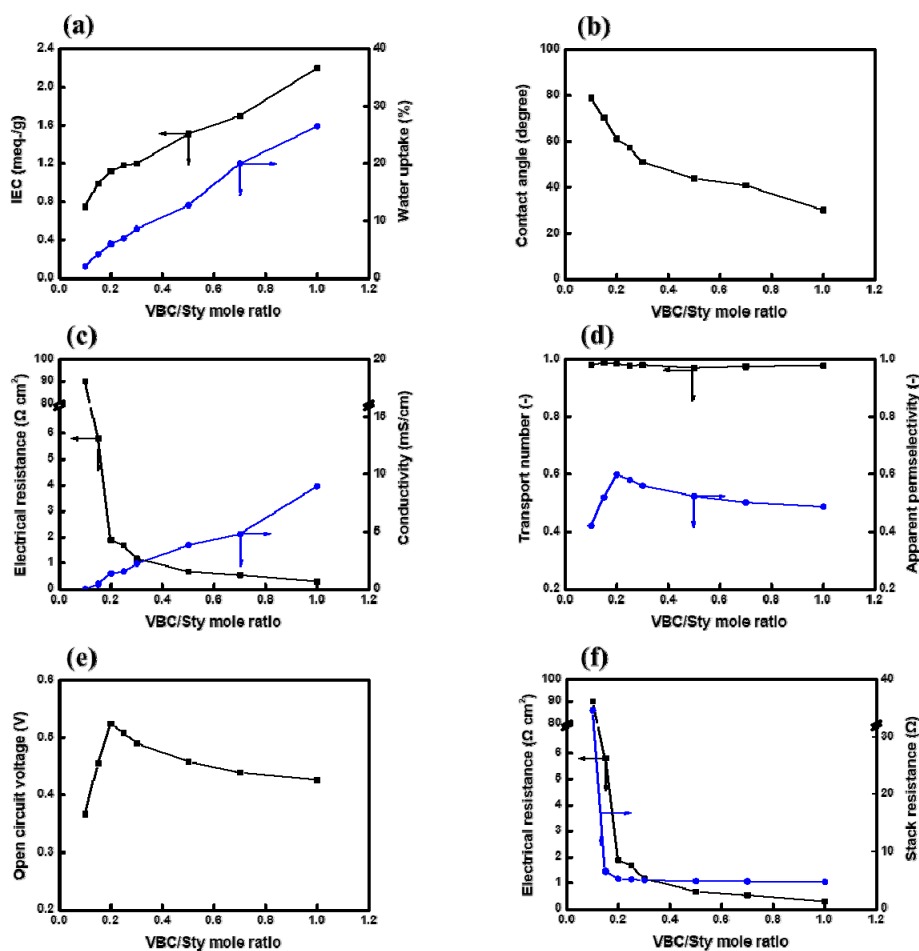 (a)
2.4
2.0
1.6
1.2
0.8
0.4
0.0
IEC (meq./g)
40
30
20
10
0
Water uptake (%)
0.0 0.2 0.4 0.6 0.8 1.0 1.2
VBC/Sty mole ratio
(b)
100
80
60
40
20
0
Contact angle (degree)
0.0 0.2 0.4 0.6 0.8 1.0 1.2
VBC/Sty mole ratio
(c)
100
90
80
6
5
4
3
2
1
0
Electrical resistance (Ω cm²)
20
15
10
5
0
Conductivity (mS/cm)
0.0 0.2 0.4 0.6 0.8 1.0 1.2
VBC/Sty mole ratio
(d)
1.0
0.8
0.6
0.4
0.2
Transport number (-)
1.0
0.8
0.6
0.4
0.2
Apparent permselectivity (-)
0.0 0.2 0.4 0.6 0.8 1.0 1.2
VBC/Sty mole ratio
(e)
0.6
0.5
0.4
0.3
0.2
Open circuit voltage (V)
0.0 0.2 0.4 0.6 0.8 1.0 1.2
VBC/Sty mole ratio
(f)
100
90
80
6
5
4
3
2
1
0
Electrical resistance (Ω cm²)
40
30
20
10
0
Stack resistance (Ω)
0.0 0.2 0.4 0.6 0.8 1.0 1.2
VBC/Sty mole ratio